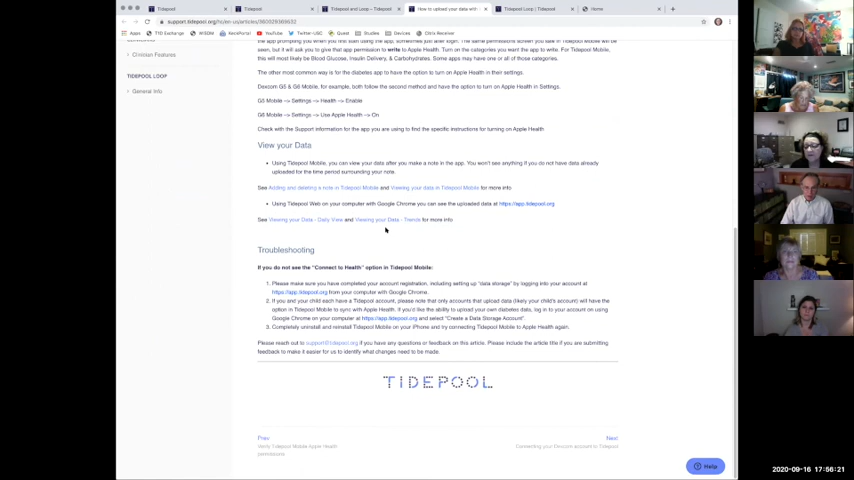 Tidepool
Tidepool
Tidepool and Loop – Tidepool
How to upload your data with
Tidepool Loop | Tidepool
Home
support.tidepool.org/hc/en-us/articles/360029369632
Apps
T1D Exchange
WISDM
KeckPortal
YouTube
Twitter-USC
Quest
Studies
Devices
Chris Receiver
Clinician Features
TIDEPOOL LOOP
General Info
the app prompting you when you first open
seen, but it will ask you to give that app permission to write to Apple Health. Turn on the categories you want the app to write. For Tidepool Mobile,
this will most likely be Blood Glucose, Insulin Delivery, & Carbohydrates. Some apps may have one or all of those categories.
The other most common way is for the diabetes app to have the option to turn on Apple Health in their settings.
Dexcom G5 & G6 Mobile, for example, both follow the second method and have the option to turn on Apple Health in Settings.
G5 Mobile –> Settings –> Health –> Enable
G6 Mobile –> Settings –> Use Apple Health –> On
Check with the Support information for the app you are using to find the specific instructions for turning on Apple Health
View your Data
Using Tidepool Mobile, you can view your data after you make a note in the app. You won't see anything if you do not have data already
uploaded for the time period surrounding your note.
See Adding and deleting a note in Tidepool Mobile and Viewing your data in Tidepool Mobile for more info
Using Tidepool Web on your computer with Google Chrome you can see the uploaded data at https://app.tidepool.org
See Viewing your Data - Daily View and Viewing your Data - Trends for more info
Troubleshooting
If you do not see the "Connect to Health" option in Tidepool Mobile:
1. Please make sure you have completed your account registration, including setting up "data storage" by logging into your account at
https://app.tidepool.org from your computer with Google Chrome.
2. If you and your child each have a Tidepool account, please note that only accounts that upload data (likely your child's account) will have the
option in Tidepool Mobile to sync with Apple Health. If you'd like the ability to upload your own diabetes data, log in to your account on using
Google Chrome on your computer at https://app.tidepool.org and select "Create a Data Storage Account".
3. Completely uninstall and reinstall Tidepool Mobile on your iPhone and try connecting Tidepool Mobile to Apple Health again.
Please reach out to support@tidepool.org if you have any questions or feedback on this article. Please include the article title if you are submitting
feedback to make it easier for us to identify what changes need to be made.
TIDEPOOL
Prev
Next
Verify Tidepool Mobile Apple Health
permissions
Connecting your Dexcom account to Tidepool
Help
2020-09-16 17:56:21